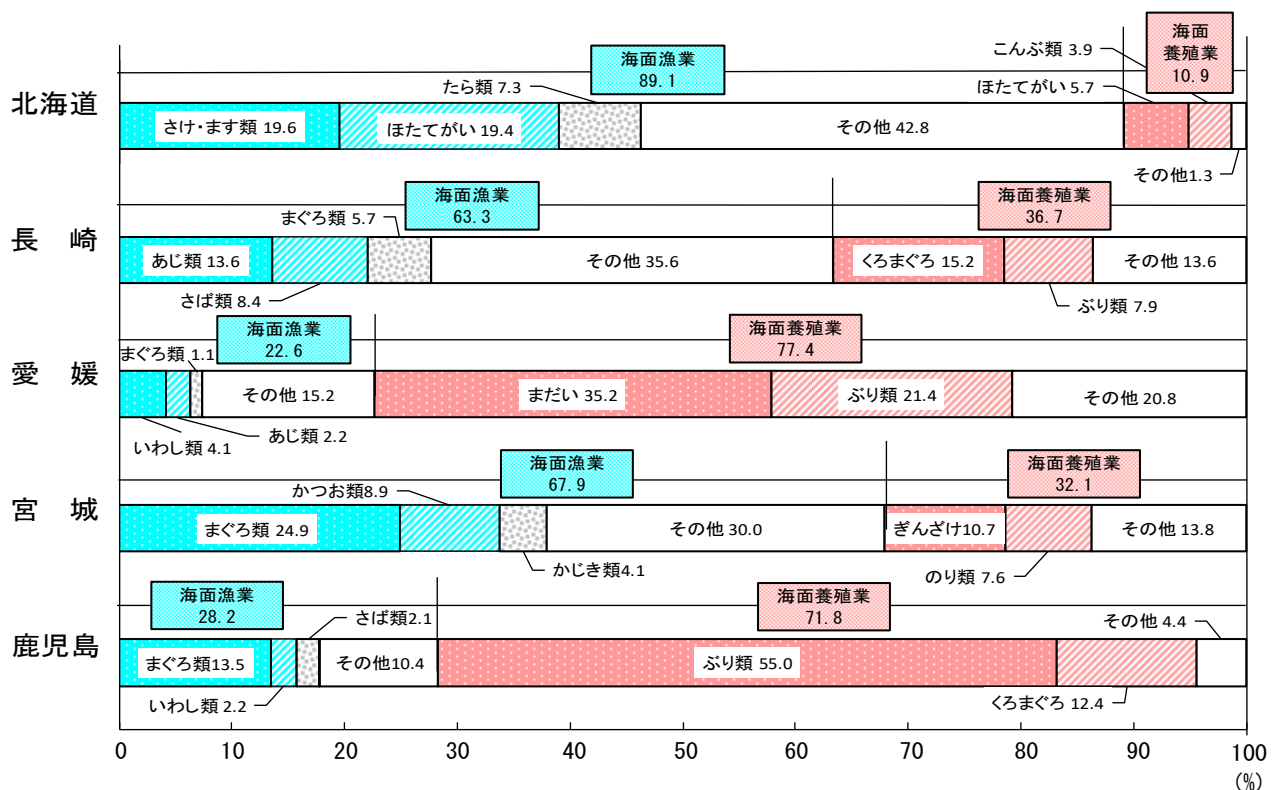 海面漁業
89.1
海面
養殖業
10.9
こんぶ類 3.9
たら類 7.3
ほたてがい 5.7
北海道
さけ・ます類 19.6
ほたてがい 19.4
その他 42.8
その他1.3
海面漁業
63.3
海面養殖業
36.7
まぐろ類 5.7
長 崎
あじ類 13.6
その他 35.6
くろまぐろ 15.2
その他 13.6
さば類 8.4
ぶり類 7.9
海面漁業
22.6
海面養殖業
77.4
まぐろ類 1.1
愛 媛
その他 15.2
まだい 35.2
ぶり類 21.4
その他 20.8
いわし類 4.1
あじ類 2.2
海面漁業
67.9
海面養殖業
32.1
かつお類8.9
宮 城
まぐろ類 24.9
その他 30.0
ぎんざけ10.7
その他 13.8
かじき類4.1
のり類 7.6
海面漁業
28.2
海面養殖業
71.8
さば類2.1
その他 4.4
鹿児島
まぐろ類13.5
その他10.4
ぶり類 55.0
いわし類 2.2
くろまぐろ 12.4
0 10 20 30 40 50 60 70 80 90 100
(%)